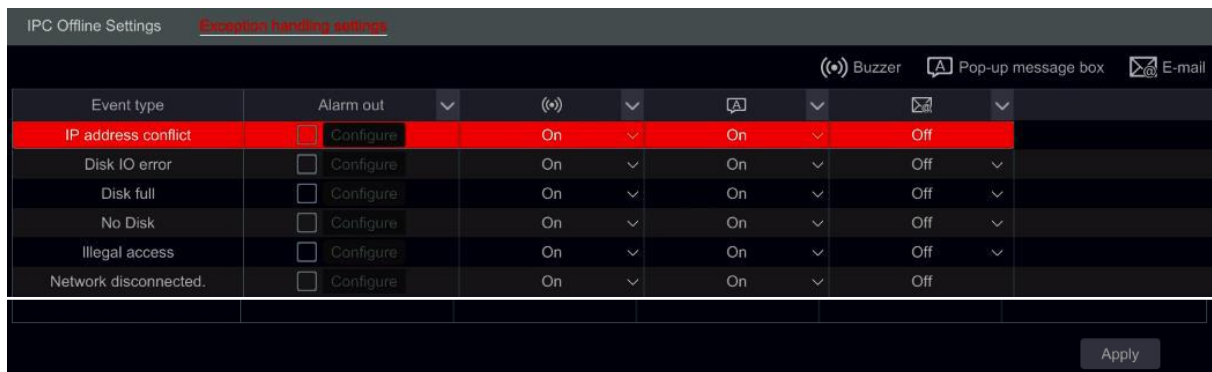 IPC Offline Settings Exception handling settings
Buzzer Pop-up message box E-mail
Event type Alarm out
IP address conflict Configure On On Off
Disk IO error Configure On On Off
Disk full Configure On On Off
No Disk Configure On On Off
Illegal access Configure On On Off
Network disconnected. Configure On On Off
Apply